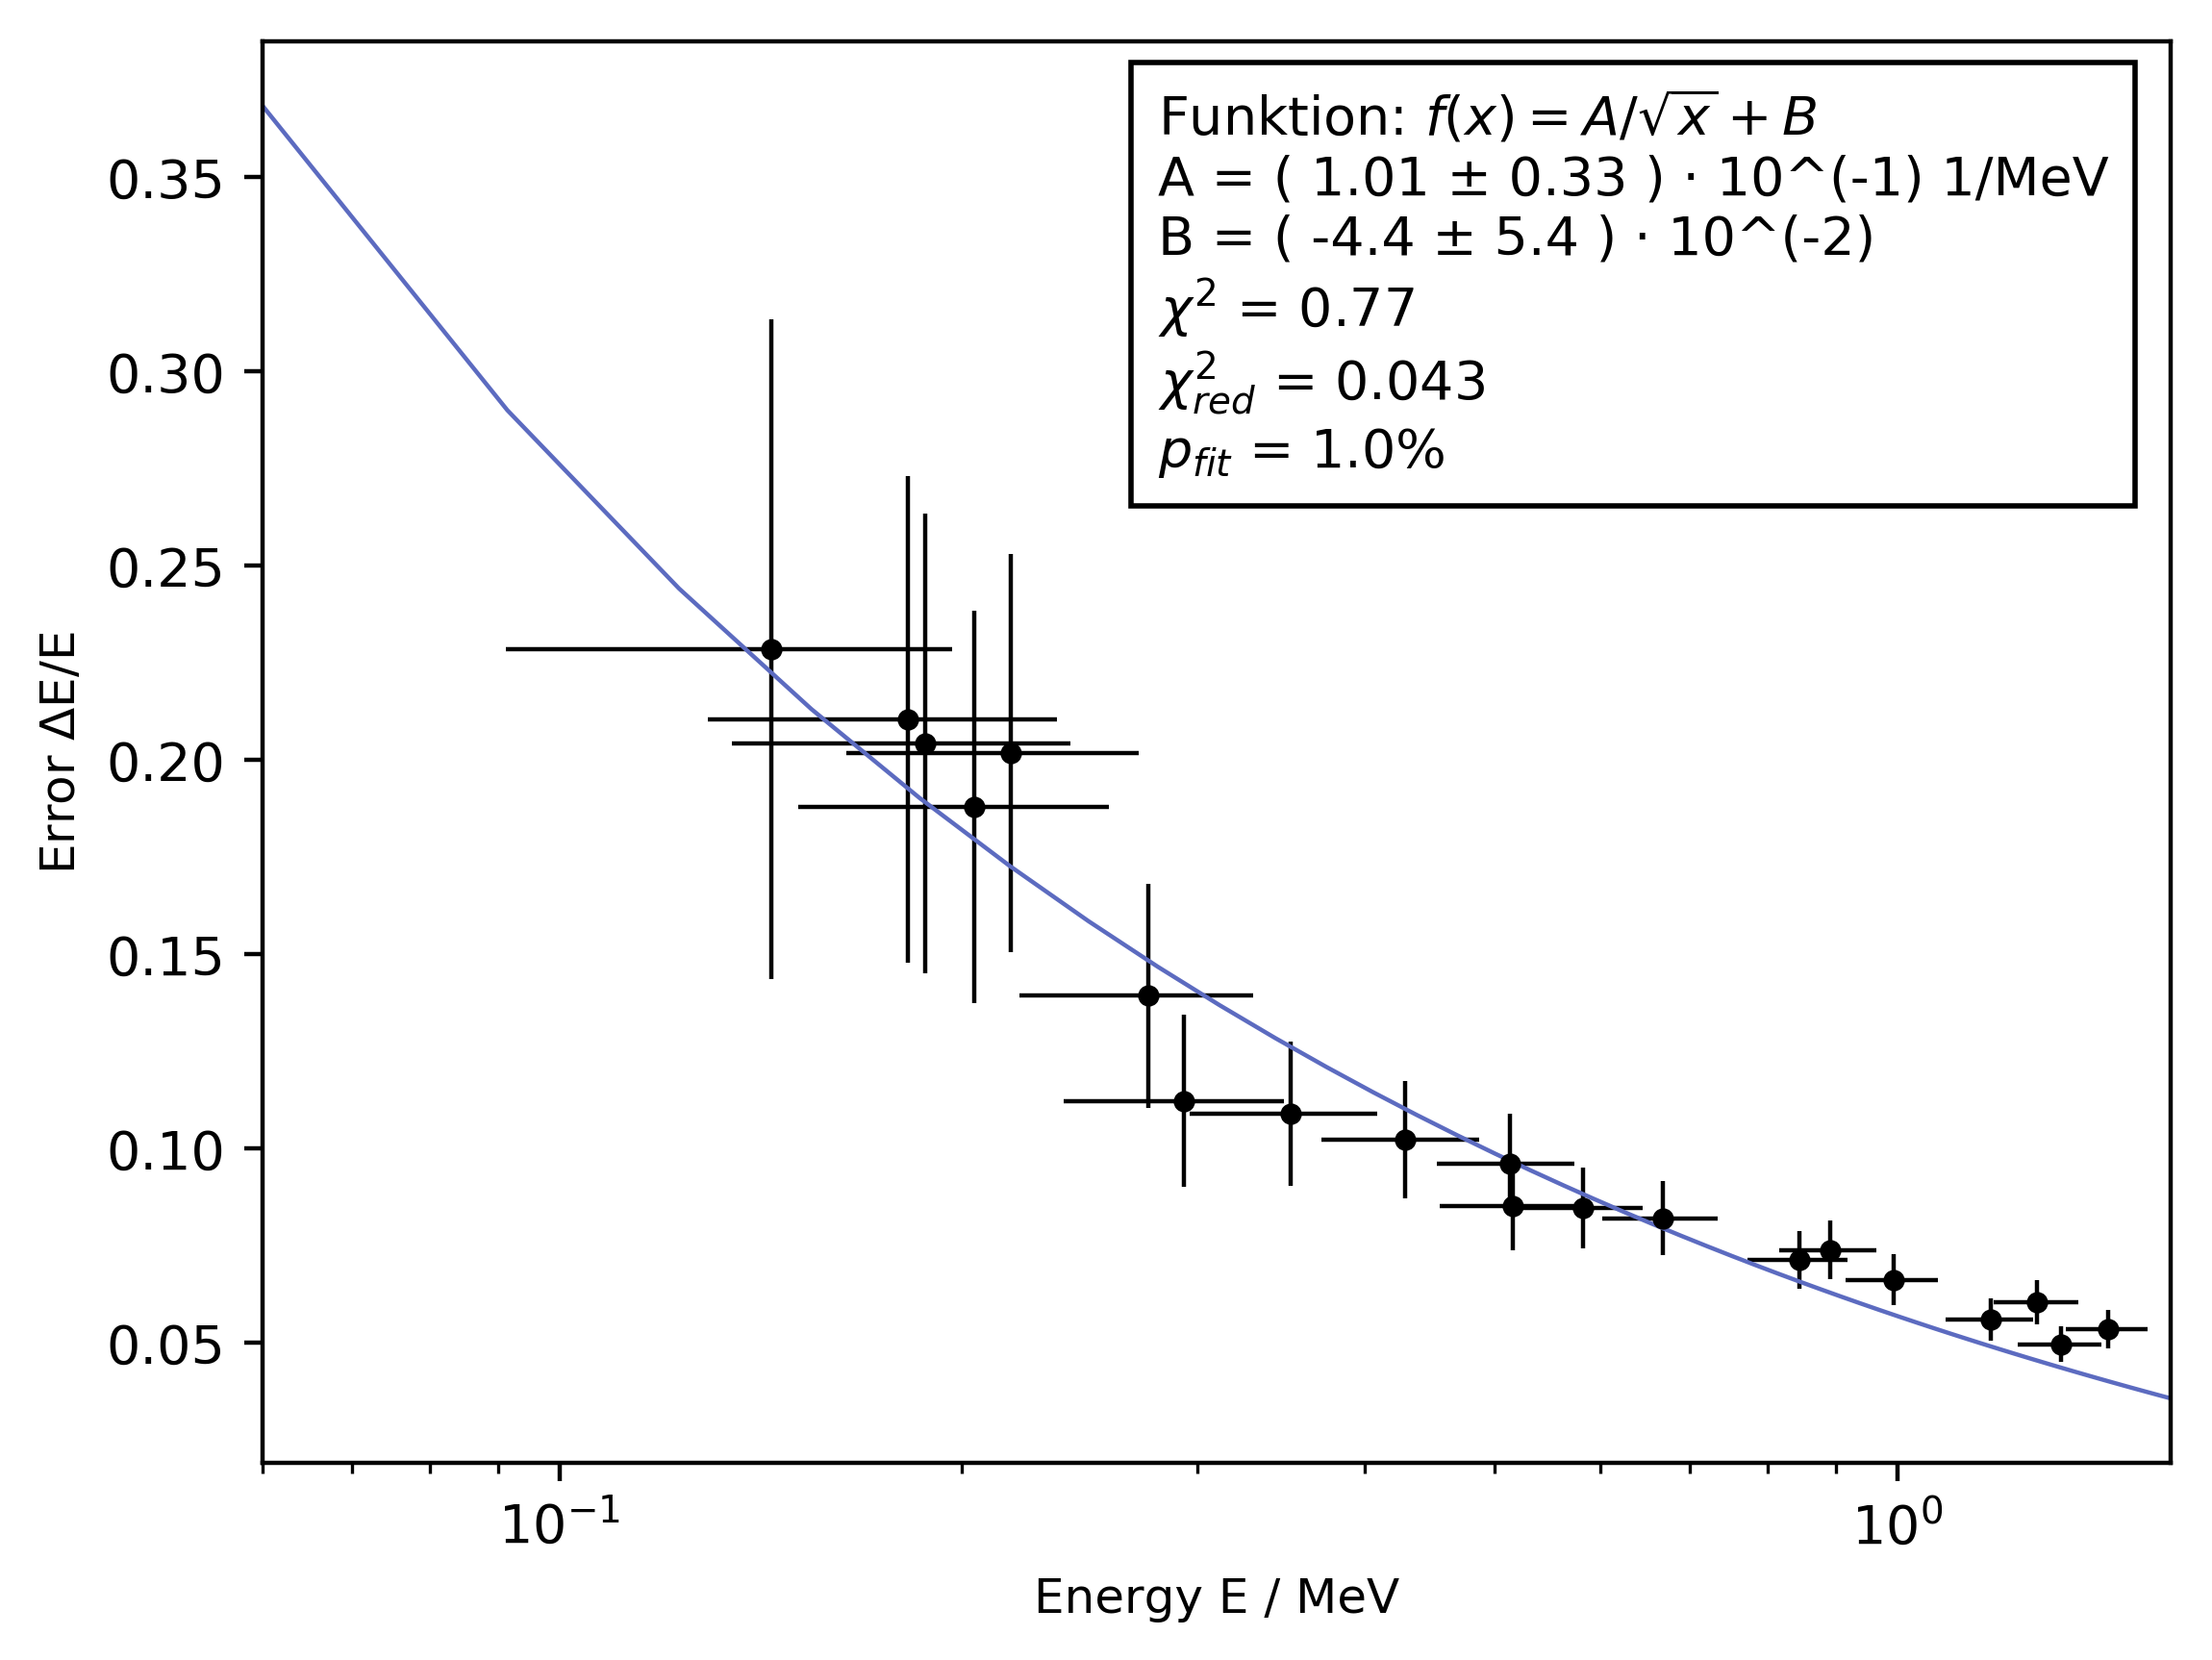 Funktion: f(x) = A/√x + B
A = ( 1.01 ± 0.33 ) · 10^(-1) 1/MeV
B = ( -4.4 ± 5.4 ) · 10^(-2)
χ² = 0.77
χ²_red = 0.043
p_fit = 1.0%
0.35
0.30
0.25
0.20
0.15
0.10
0.05
Error ΔE/E
10⁻¹ 10⁰
Energy E / MeV